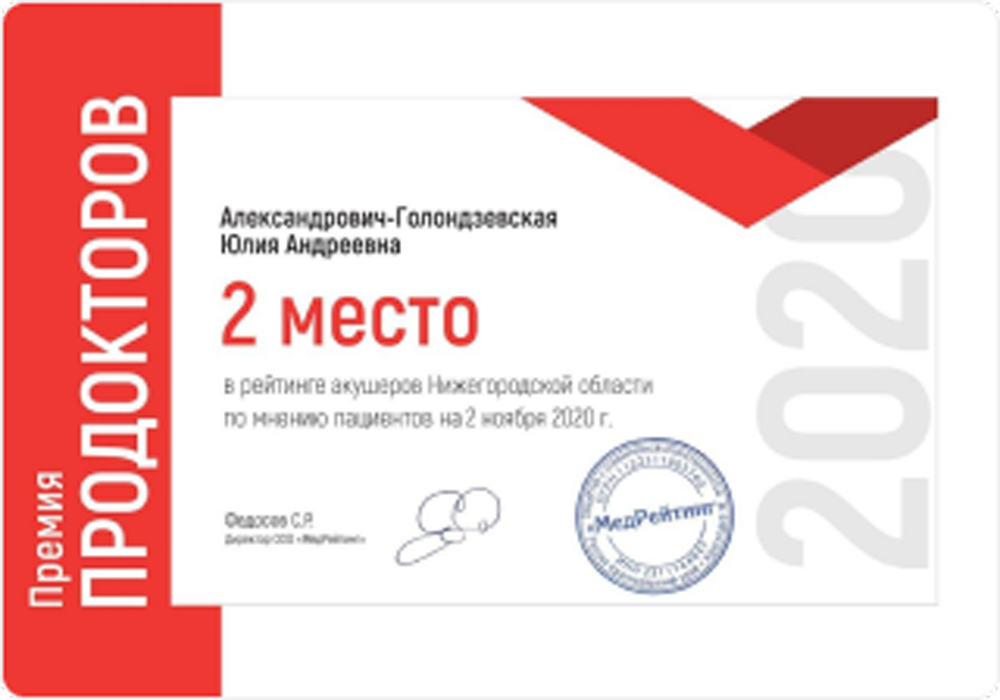 Премия
ПРОДОКТОРОВ
Александрович-Голондзевская
Юлия Андреевна
2 место
в рейтинге акушеров Нижегородской области
по мнению пациентов на 2 ноября 2020 г.
Федосов С.Р.
Директор ООО «МедРейтинг»
«МедРейтинг»
2020